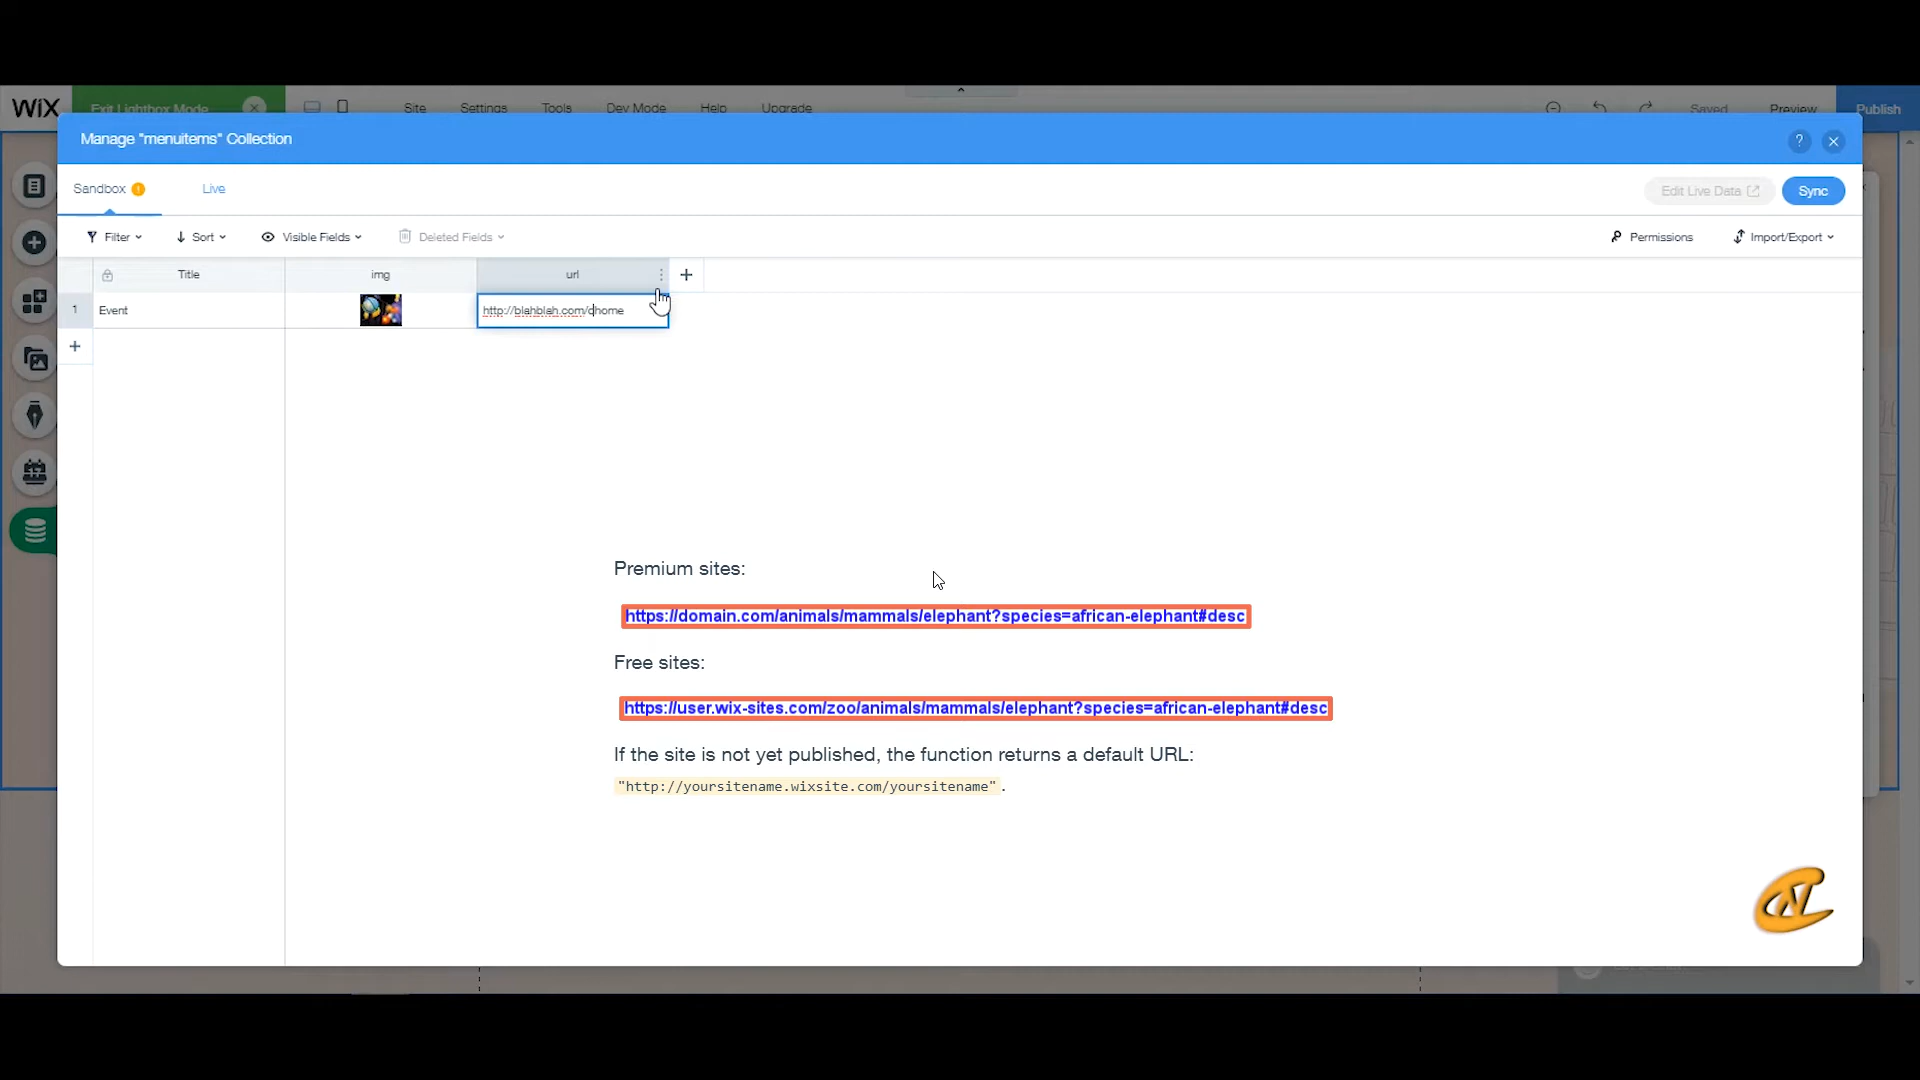 WiX Exit Lightbox Mode Site Settings Tools Dev Mode Help Upgrade Saved Preview Publish
Manage "menuitems" Collection ?
Sandbox ! Live Edit Live Data Sync
Filter Sort Visible Fields Deleted Fields Permissions Import/Export
Title img url
1 Event http://blahblah.com/dhome
Premium sites:
https://domain.com/animals/mammals/elephant?species=african-elephant#desc
Free sites:
https://user.wix-sites.com/zoo/animals/mammals/elephant?species=african-elephant#desc
If the site is not yet published, the function returns a default URL:
"http://yoursitename.wixsite.com/yoursitename".